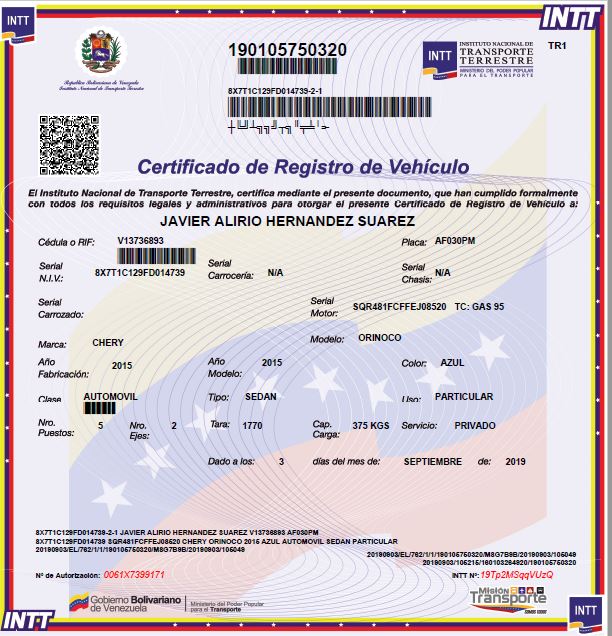 INTT
INTT
República Bolivariana de Venezuela
Instituto Nacional de Transporte Terrestre
190105750320
8X7T1C129FD014739-2-1
INTT
INSTITUTO NACIONAL DE
TRANSPORTE
TERRESTRE
MINISTERIO DEL PODER POPULAR
PARA EL TRANSPORTE
TR1
Certificado de Registro de Vehículo
El Instituto Nacional de Transporte Terrestre, certifica mediante el presente documento, que han cumplido formalmente
con todos los requisitos legales y administrativos para otorgar el presente Certificado de Registro de Vehículo a:
JAVIER ALIRIO HERNANDEZ SUAREZ
Cédula o RIF: V13736893 Placa: AF030PM
Serial N.I.V.: 8X7T1C129FD014739 Serial Carrocería: N/A Serial Chasis: N/A
Serial Carrozado: Serial Motor: SQR481FCFFEJ08520 TC: GAS 95
Marca: CHERY Modelo: ORINOCO
Año Fabricación: 2015 Año Modelo: 2015 Color: AZUL
Clase AUTOMOVIL Tipo: SEDAN Uso: PARTICULAR
Nro. Puestos: 5 Nro. Ejes: 2 Tara: 1770 Cap. Carga: 375 KGS Servicio: PRIVADO
Dado a los: 3 días del mes de: SEPTIEMBRE de: 2019
8X7T1C129FD014739-2-1 JAVIER ALIRIO HERNANDEZ SUAREZ V13736893 AF030PM
8X7T1C129FD014739 SQR481FCFFEJ08520 CHERY ORINOCO 2015 AZUL AUTOMOVIL SEDAN PARTICULAR
20190903/EL/762/1/1/190105750320/M8G7B9B/20190903/105049
20190903/EL/762/1/1/190105750320/M8G7B9B/20190903/105049
20190903/105215/160103264820/190105750320
Nº de Autorización: 0061X7399171
INTT Nº: 19Tp2MSqqVUzQ
Gobierno Bolivariano de Venezuela
Ministerio del Poder Popular
para el Transporte
Misión
Transporte
INTT
INTT